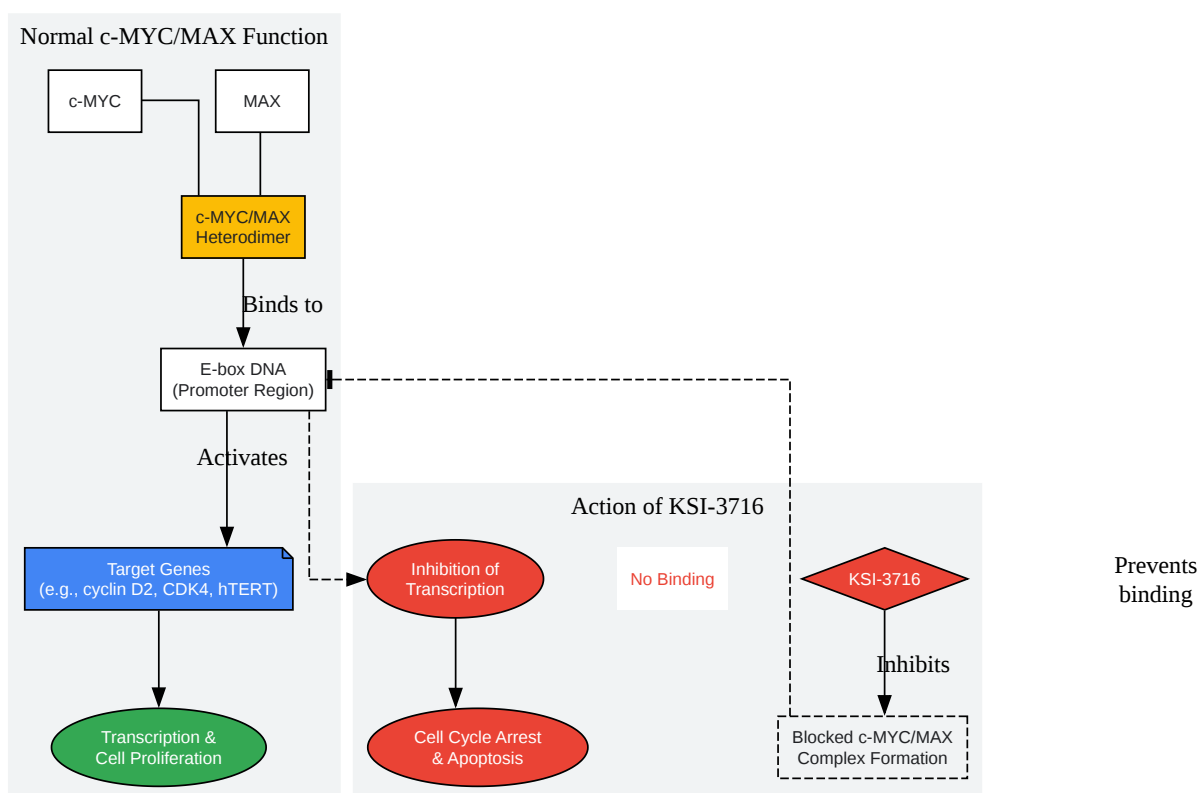 Normal c-MYC/MAX Function
c-MYC
MAX
c-MYC/MAX
Heterodimer
Binds to
E-box DNA
(Promoter Region)
Activates
Target Genes
(e.g., cyclin D2, CDK4, hTERT)
Transcription &
Cell Proliferation
Action of KSI-3716
Inhibition of
Transcription
No Binding
KSI-3716
Prevents
binding
Inhibits
Cell Cycle Arrest
& Apoptosis
Blocked c-MYC/MAX
Complex Formation